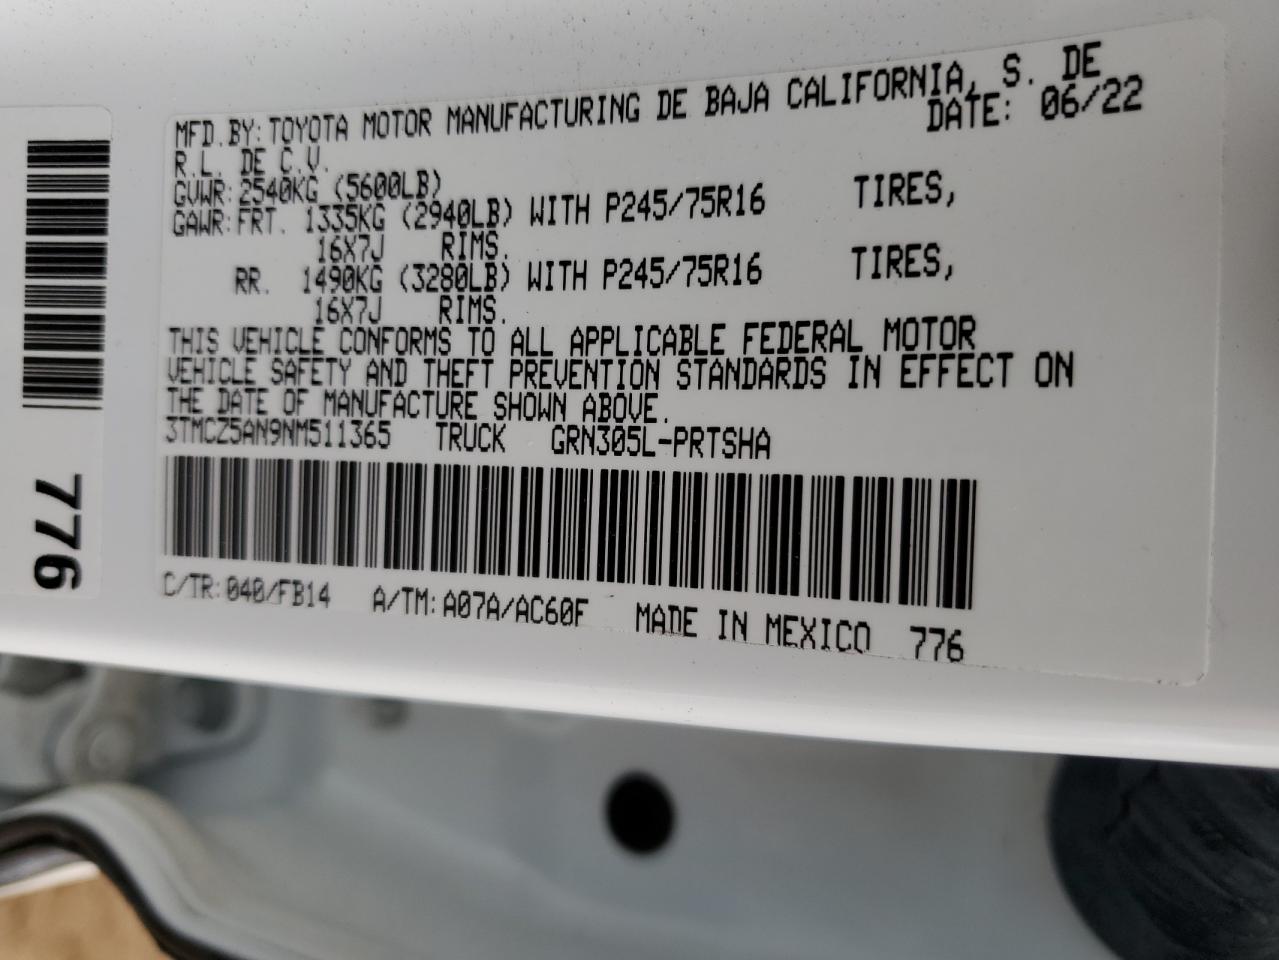 MFD.BY:TOYOTA MOTOR MANUFACTURING DE BAJA CALIFORNIA, S. DE
R.L. DE C.V. DATE: 06/22
GVWR:2540KG (5600LB)
GAWR:FRT. 1335KG (2940LB) WITH P245/75R16 TIRES,
16X7J RIMS.
RR. 1490KG (3280LB) WITH P245/75R16 TIRES,
16X7J RIMS.
THIS VEHICLE CONFORMS TO ALL APPLICABLE FEDERAL MOTOR
VEHICLE SAFETY AND THEFT PREVENTION STANDARDS IN EFFECT ON
THE DATE OF MANUFACTURE SHOWN ABOVE.
3TMCZ5AN9NM511365 TRUCK GRN305L-PRTSHA
C/TR:040/FB14 A/TM:A07A/AC60F MADE IN MEXICO 776
776